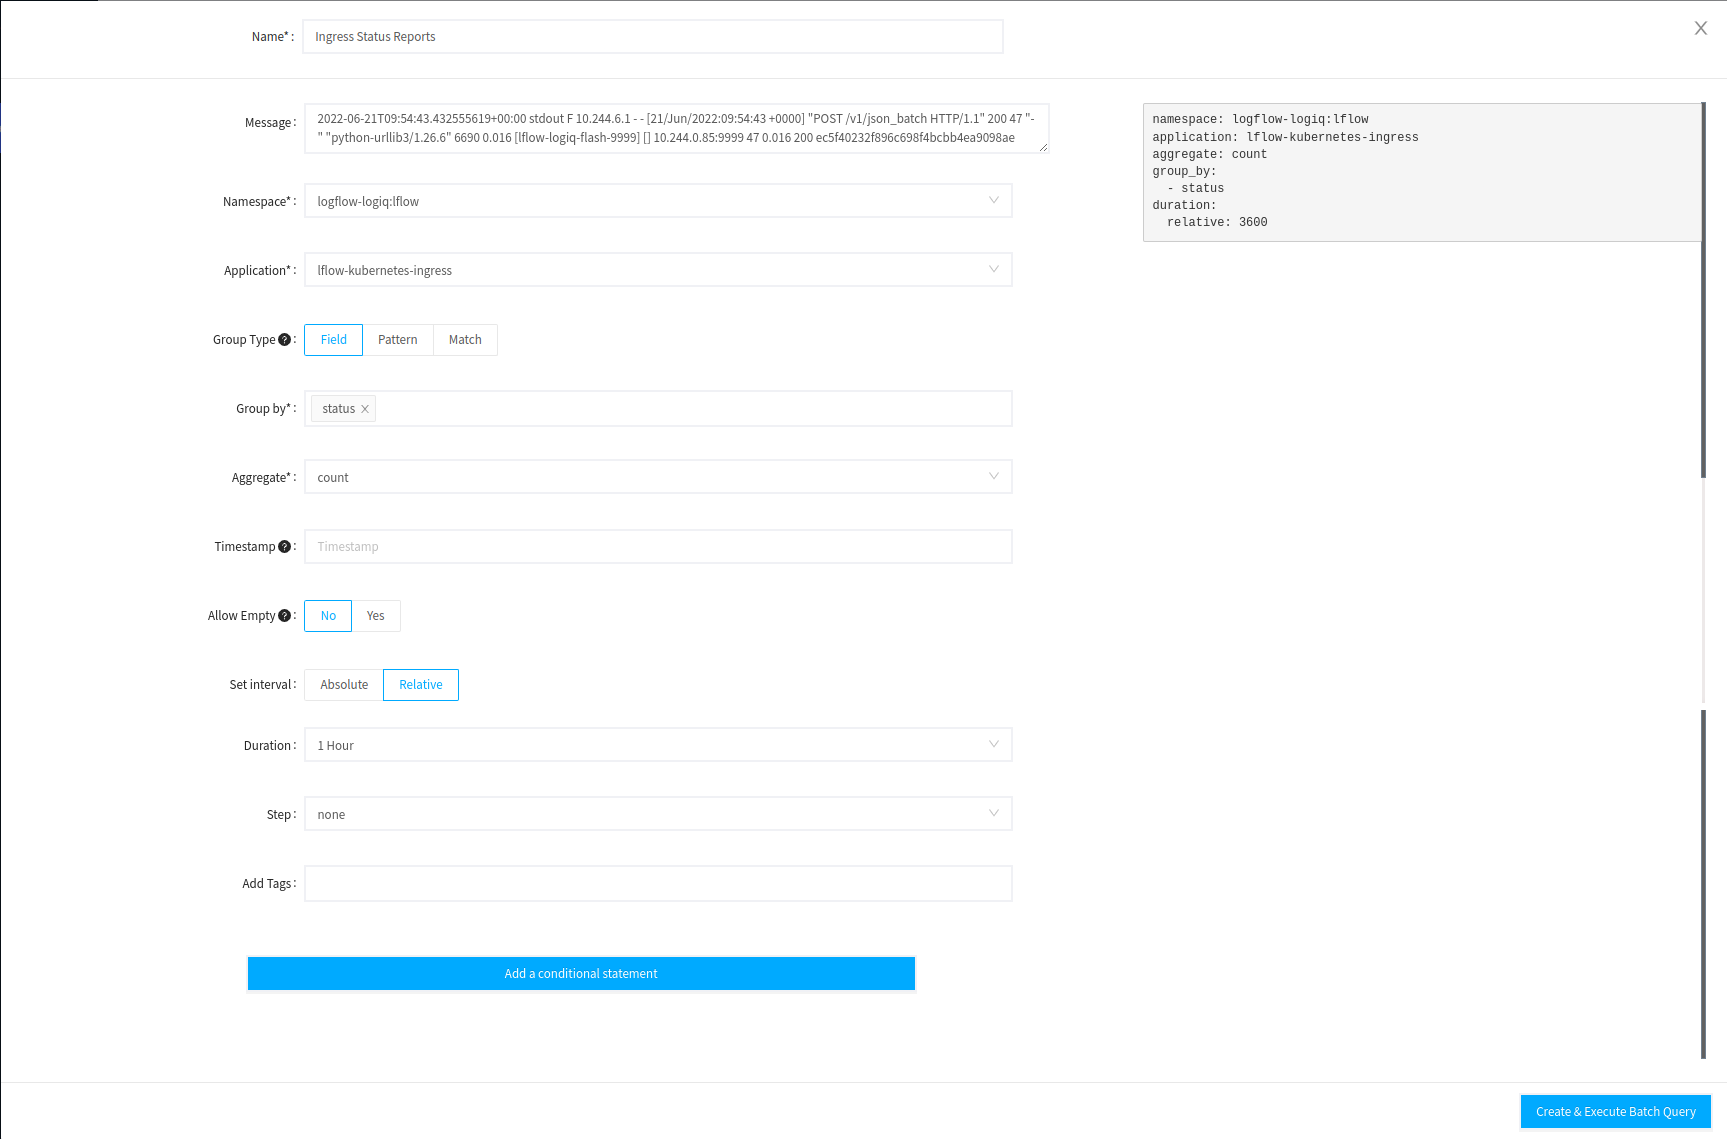 Name* : Ingress Status Reports
Message : 2022-06-21T09:54:43.432555619+00:00 stdout F 10.244.6.1 - - [21/Jun/2022:09:54:43 +0000] "POST /v1/json_batch HTTP/1.1" 200 47 "-
" "python-urllib3/1.26.6" 6690 0.016 [lflow-logiq-flash-9999] [] 10.244.0.85:9999 47 0.016 200 ec5f40232f896c698f4bcbb4ea9098ae
Namespace* : logflow-logiq:lflow
Application* : lflow-kubernetes-ingress
Group Type ? : Field Pattern Match
Group by* : status
Aggregate* : count
Timestamp ? : Timestamp
Allow Empty ? : No Yes
Set interval : Absolute Relative
Duration : 1 Hour
Step : none
Add Tags :
Add a conditional statement
namespace: logflow-logiq:lflow
application: lflow-kubernetes-ingress
aggregate: count
group_by:
  - status
duration:
  relative: 3600
Create & Execute Batch Query